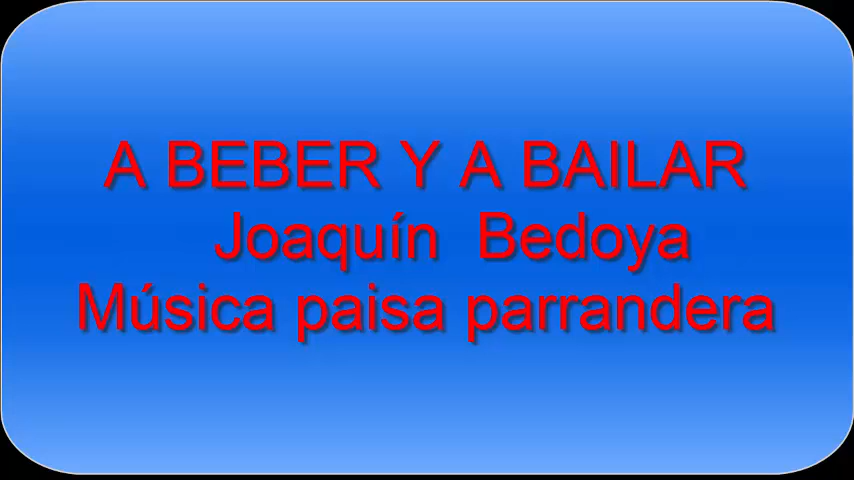 A BEBER Y A BAILAR
Joaquín Bedoya
Música paisa parrandera